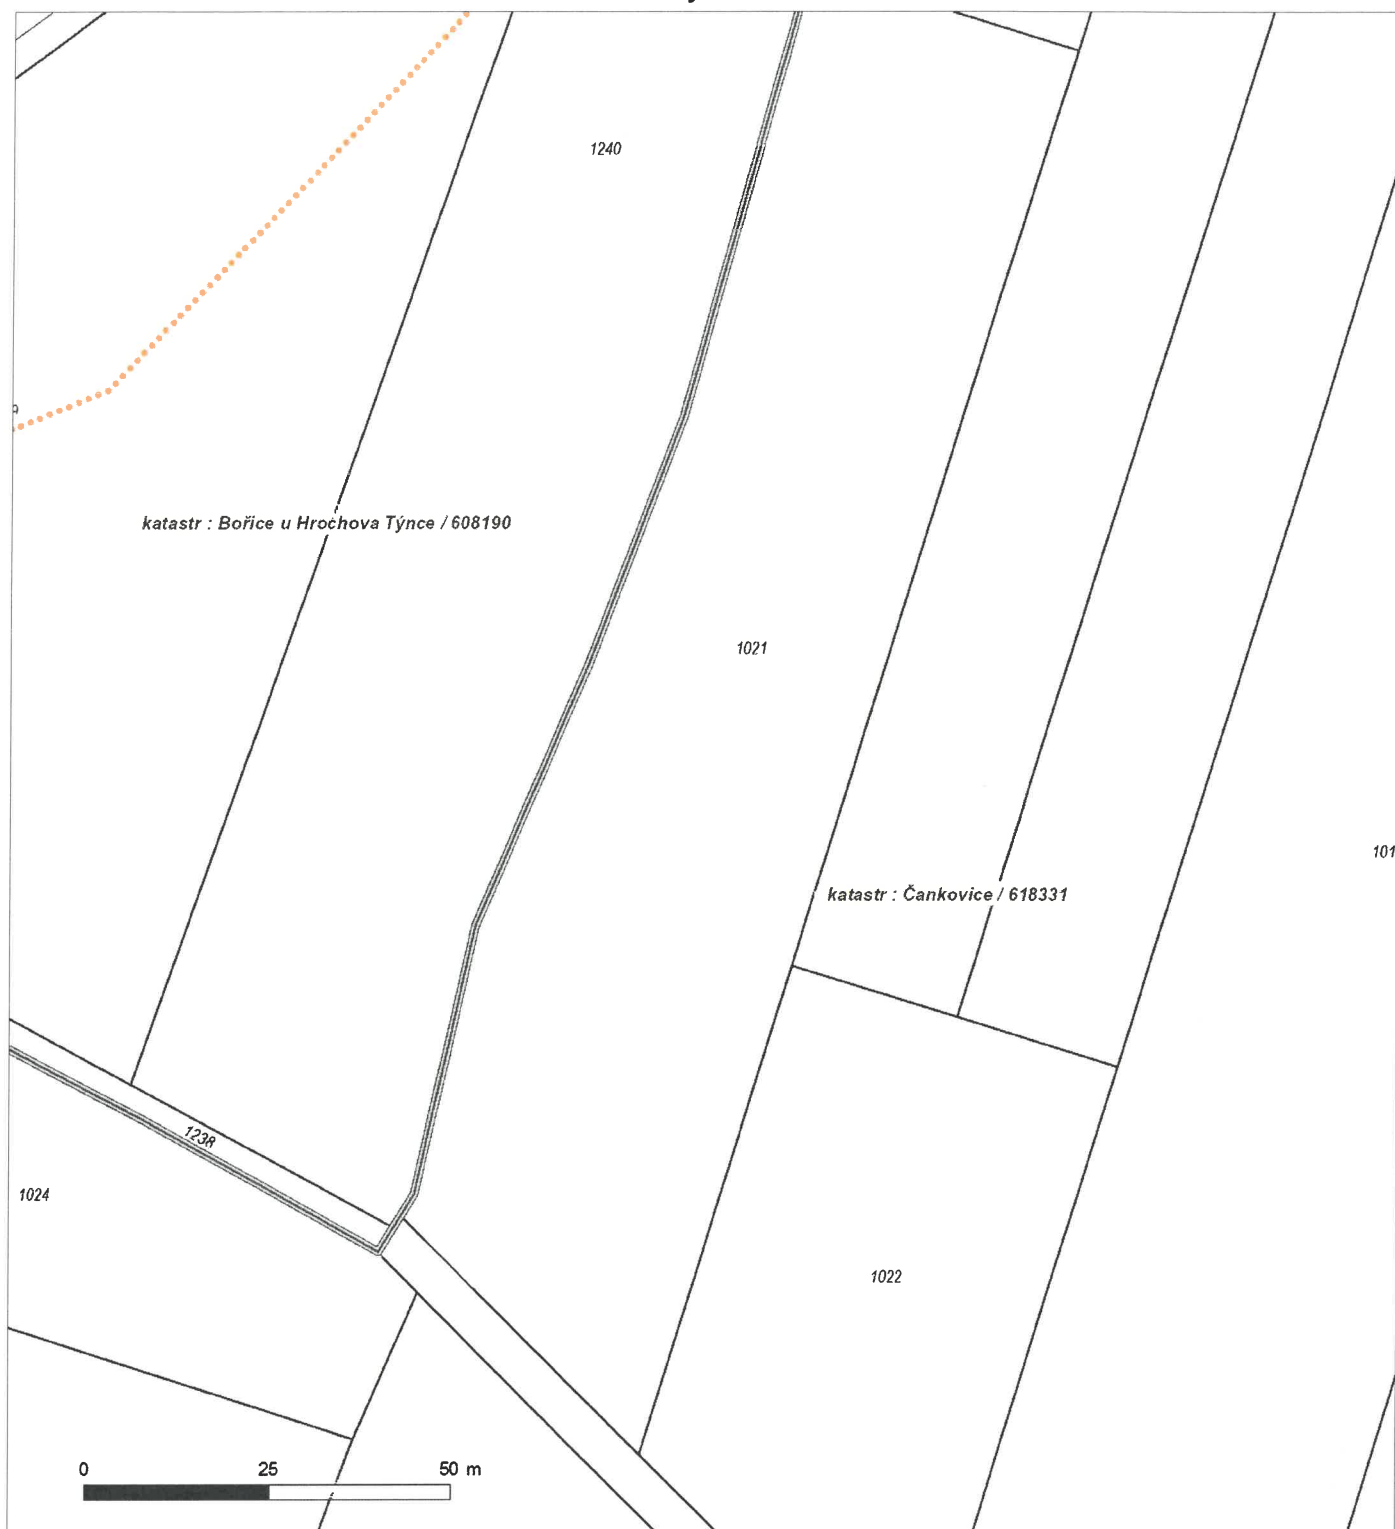 1240
katastr : Bořice u Hrochova Týnce / 608190
1021
101
katastr : Čankovice / 618331
1238
1024
1022
0 25 50 m